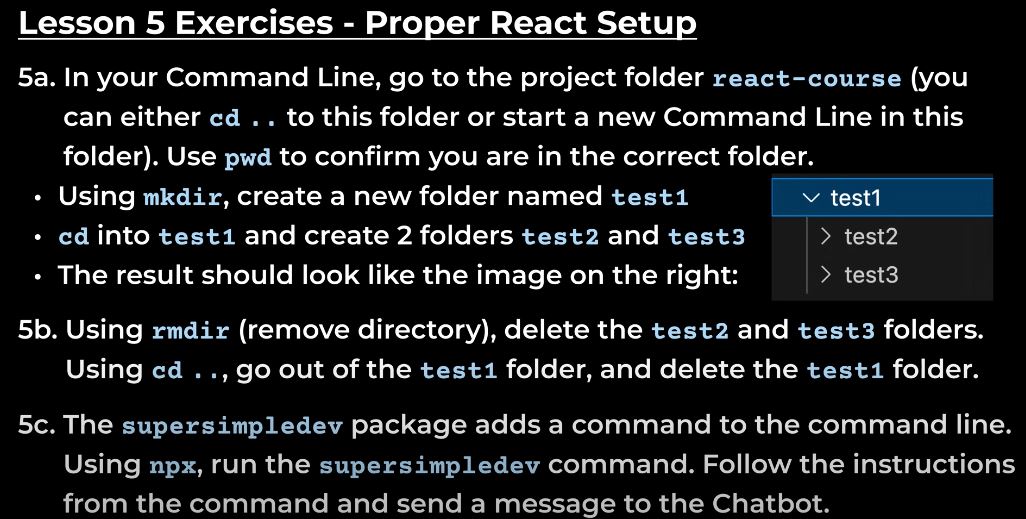 Lesson 5 Exercises - Proper React Setup
5a. In your Command Line, go to the project folder react-course (you
can either cd .. to this folder or start a new Command Line in this
folder). Use pwd to confirm you are in the correct folder.
• Using mkdir, create a new folder named test1
• cd into test1 and create 2 folders test2 and test3
• The result should look like the image on the right:
test1
test2
test3
5b. Using rmdir (remove directory), delete the test2 and test3 folders.
Using cd .., go out of the test1 folder, and delete the test1 folder.
5c. The supersimpledev package adds a command to the command line.
Using npx, run the supersimpledev command. Follow the instructions
from the command and send a message to the Chatbot.